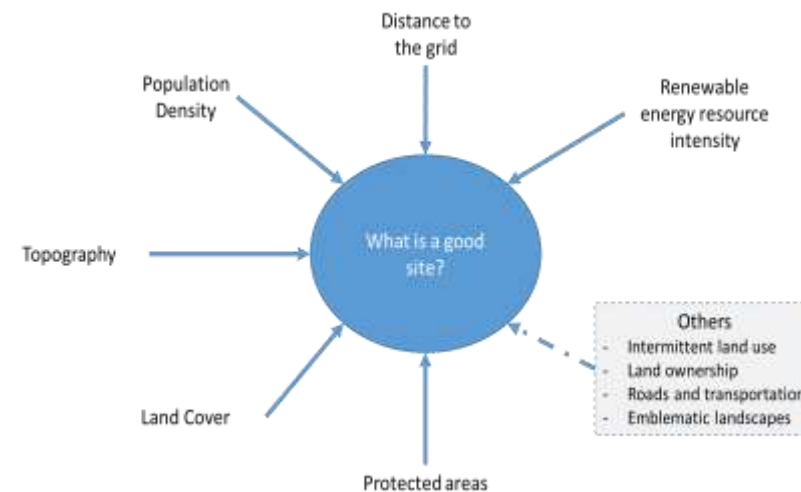 Distance to
the grid
Population
Density
Renewable
energy resource
intensity
What is a good
site?
Topography
Others
- Intermittent land use
- Land ownership
- Roads and transportation
- Emblematic landscapes
Land Cover
Protected areas